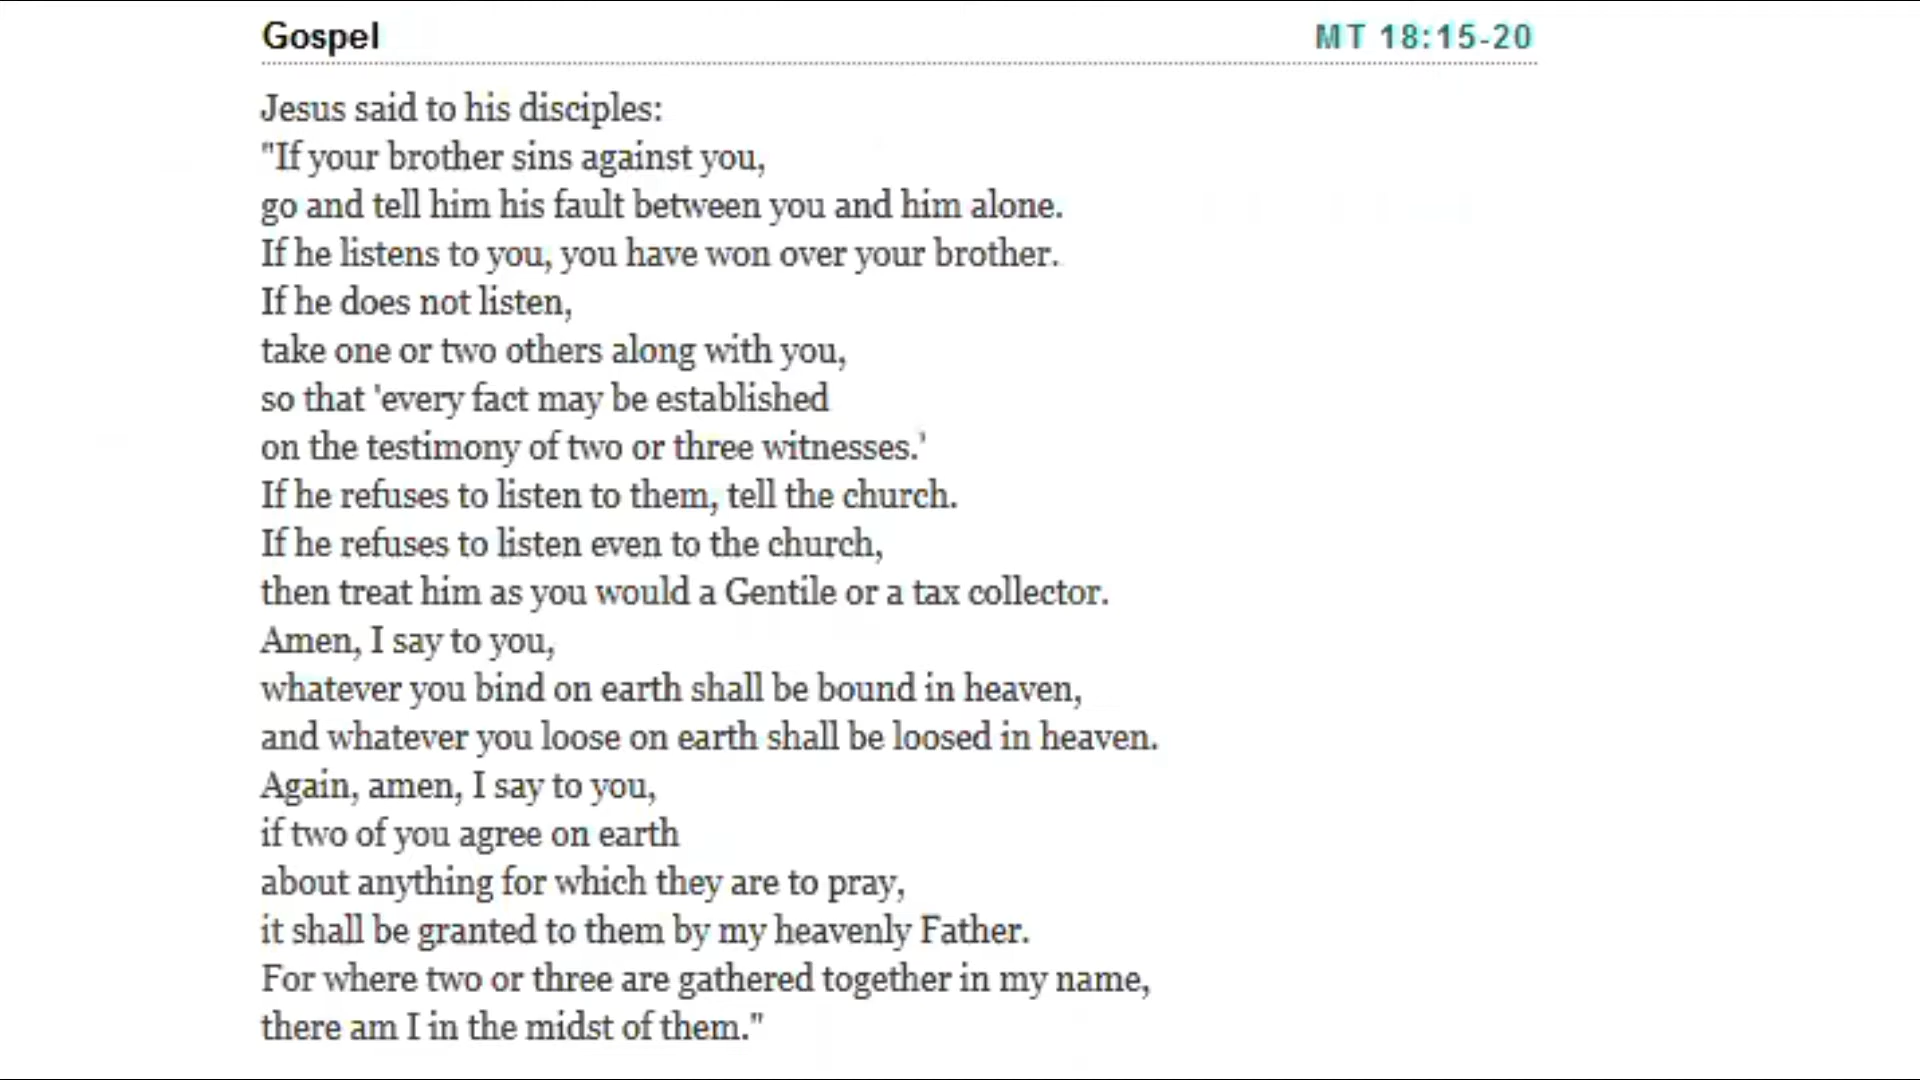 Gospel MT 18:15-20
Jesus said to his disciples:
"If your brother sins against you,
go and tell him his fault between you and him alone.
If he listens to you, you have won over your brother.
If he does not listen,
take one or two others along with you,
so that 'every fact may be established
on the testimony of two or three witnesses.'
If he refuses to listen to them, tell the church.
If he refuses to listen even to the church,
then treat him as you would a Gentile or a tax collector.
Amen, I say to you,
whatever you bind on earth shall be bound in heaven,
and whatever you loose on earth shall be loosed in heaven.
Again, amen, I say to you,
if two of you agree on earth
about anything for which they are to pray,
it shall be granted to them by my heavenly Father.
For where two or three are gathered together in my name,
there am I in the midst of them."